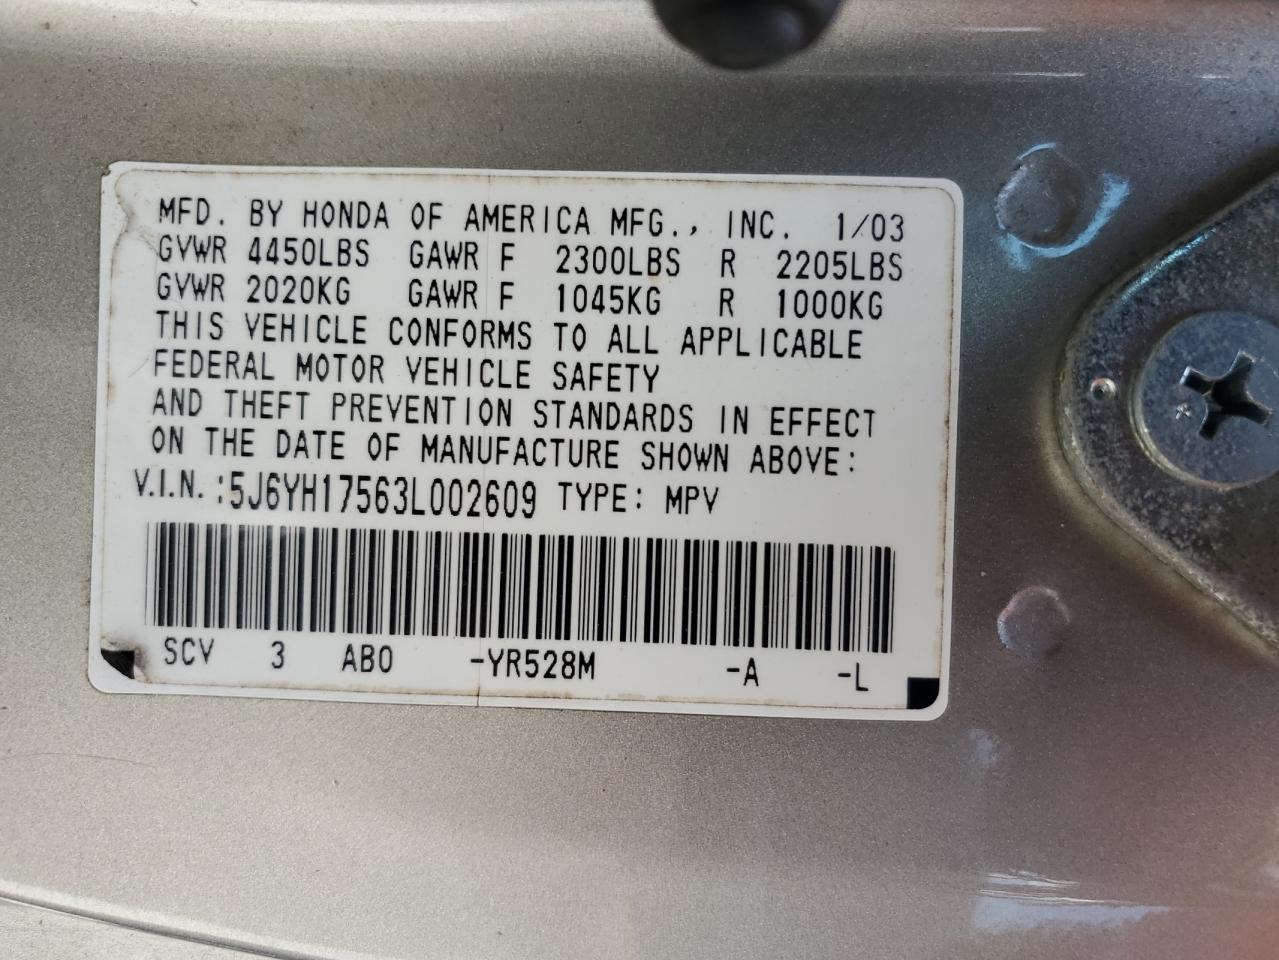 MFD. BY HONDA OF AMERICA MFG., INC. 1/03
GVWR 4450LBS GAWR F 2300LBS R 2205LBS
GVWR 2020KG GAWR F 1045KG R 1000KG
THIS VEHICLE CONFORMS TO ALL APPLICABLE
FEDERAL MOTOR VEHICLE SAFETY
AND THEFT PREVENTION STANDARDS IN EFFECT
ON THE DATE OF MANUFACTURE SHOWN ABOVE:
V.I.N.:5J6YH17563L002609 TYPE: MPV
SCV 3 ABO -YR528M -A -L